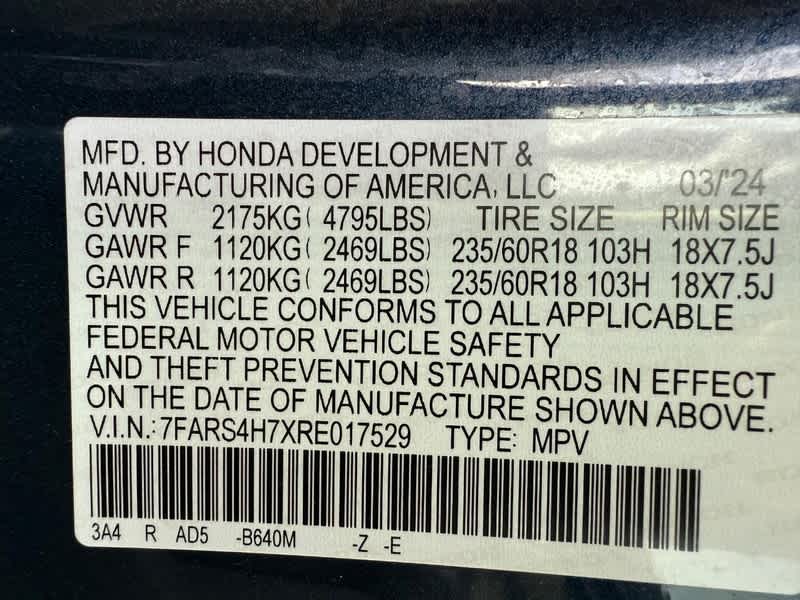 MFD. BY HONDA DEVELOPMENT &
MANUFACTURING OF AMERICA, LLC 03/'24
GVWR 2175KG( 4795LBS) TIRE SIZE RIM SIZE
GAWR F 1120KG( 2469LBS) 235/60R18 103H 18X7.5J
GAWR R 1120KG( 2469LBS) 235/60R18 103H 18X7.5J
THIS VEHICLE CONFORMS TO ALL APPLICABLE
FEDERAL MOTOR VEHICLE SAFETY
AND THEFT PREVENTION STANDARDS IN EFFECT
ON THE DATE OF MANUFACTURE SHOWN ABOVE.
V.I.N.:7FARS4H7XRE017529 TYPE: MPV
3A4 R AD5 -B640M -Z -E